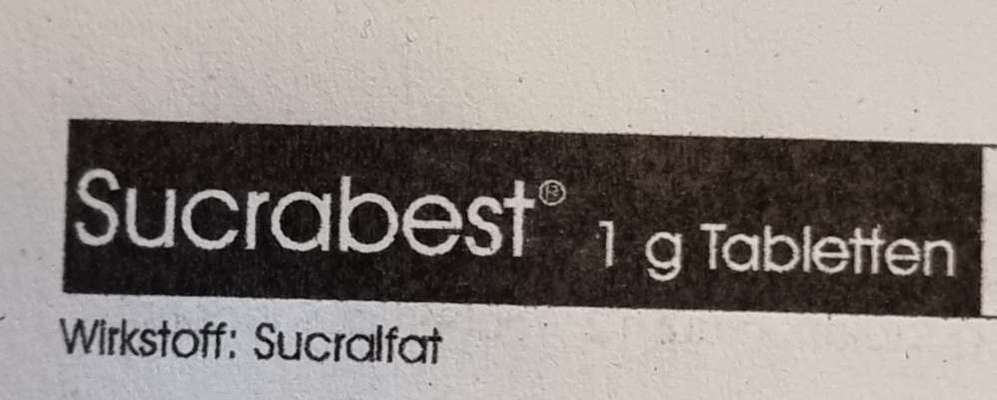 Sucrabest® 1 g Tabletten
Wirkstoff: Sucralfat